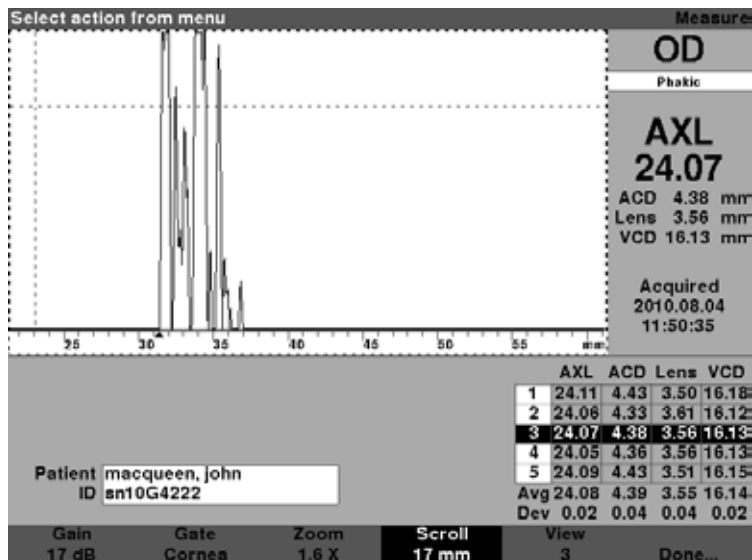 Select action from menu
Measure
OD
Phakic
AXL
24.07
ACD 4.38 mm
Lens 3.56 mm
VCD 16.13 mm
Acquired
2010.08.04
11:50:35
25 30 35 40 45 50 55 mm
AXL ACD Lens VCD
1 24.11 4.43 3.50 16.18
2 24.06 4.33 3.61 16.12
3 24.07 4.38 3.56 16.13
4 24.05 4.36 3.56 16.13
5 24.09 4.43 3.51 16.15
Avg 24.08 4.39 3.55 16.14
Dev 0.02 0.04 0.04 0.02
Patient macqueen, john
ID sn10G4222
Gain Gate Zoom Scroll View
17 dB Cornea 1.6 X 17 mm 3 Done...